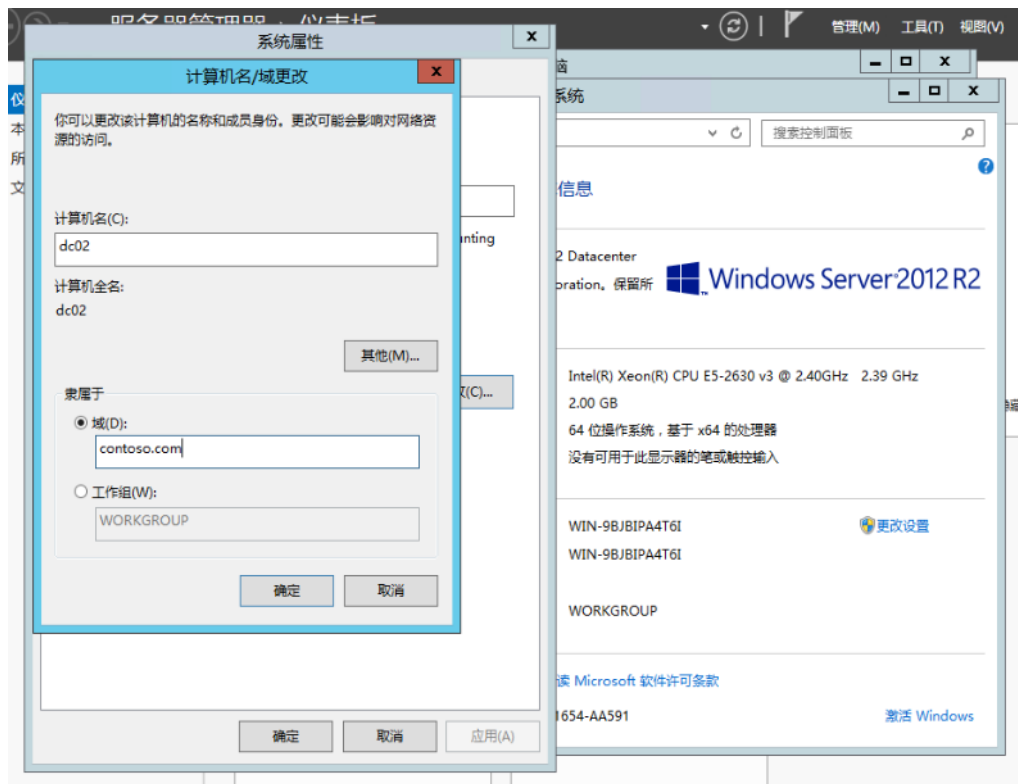 服务器管理器 · 仪表板
管理(M) 工具(T) 视图(V)
系统属性
计算机名/域更改
你可以更改该计算机的名称和成员身份。更改可能会影响对网络资
源的访问。
计算机名(C):
dc02
计算机全名:
dc02
其他(M)...
隶属于
域(D):
contoso.com
工作组(W):
WORKGROUP
确定 取消
确定 取消 应用(A)
unting
(C)...
仪
本
所
文
脑
系统
搜索控制面板
信息
2 Datacenter
oration。保留所
Windows Server 2012 R2
Intel(R) Xeon(R) CPU E5-2630 v3 @ 2.40GHz 2.39 GHz
2.00 GB
64 位操作系统，基于 x64 的处理器
没有可用于此显示器的笔或触控输入
WIN-9BJBIPA4T6I
更改设置
WIN-9BJBIPA4T6I
WORKGROUP
读 Microsoft 软件许可条款
1654-AA591
激活 Windows